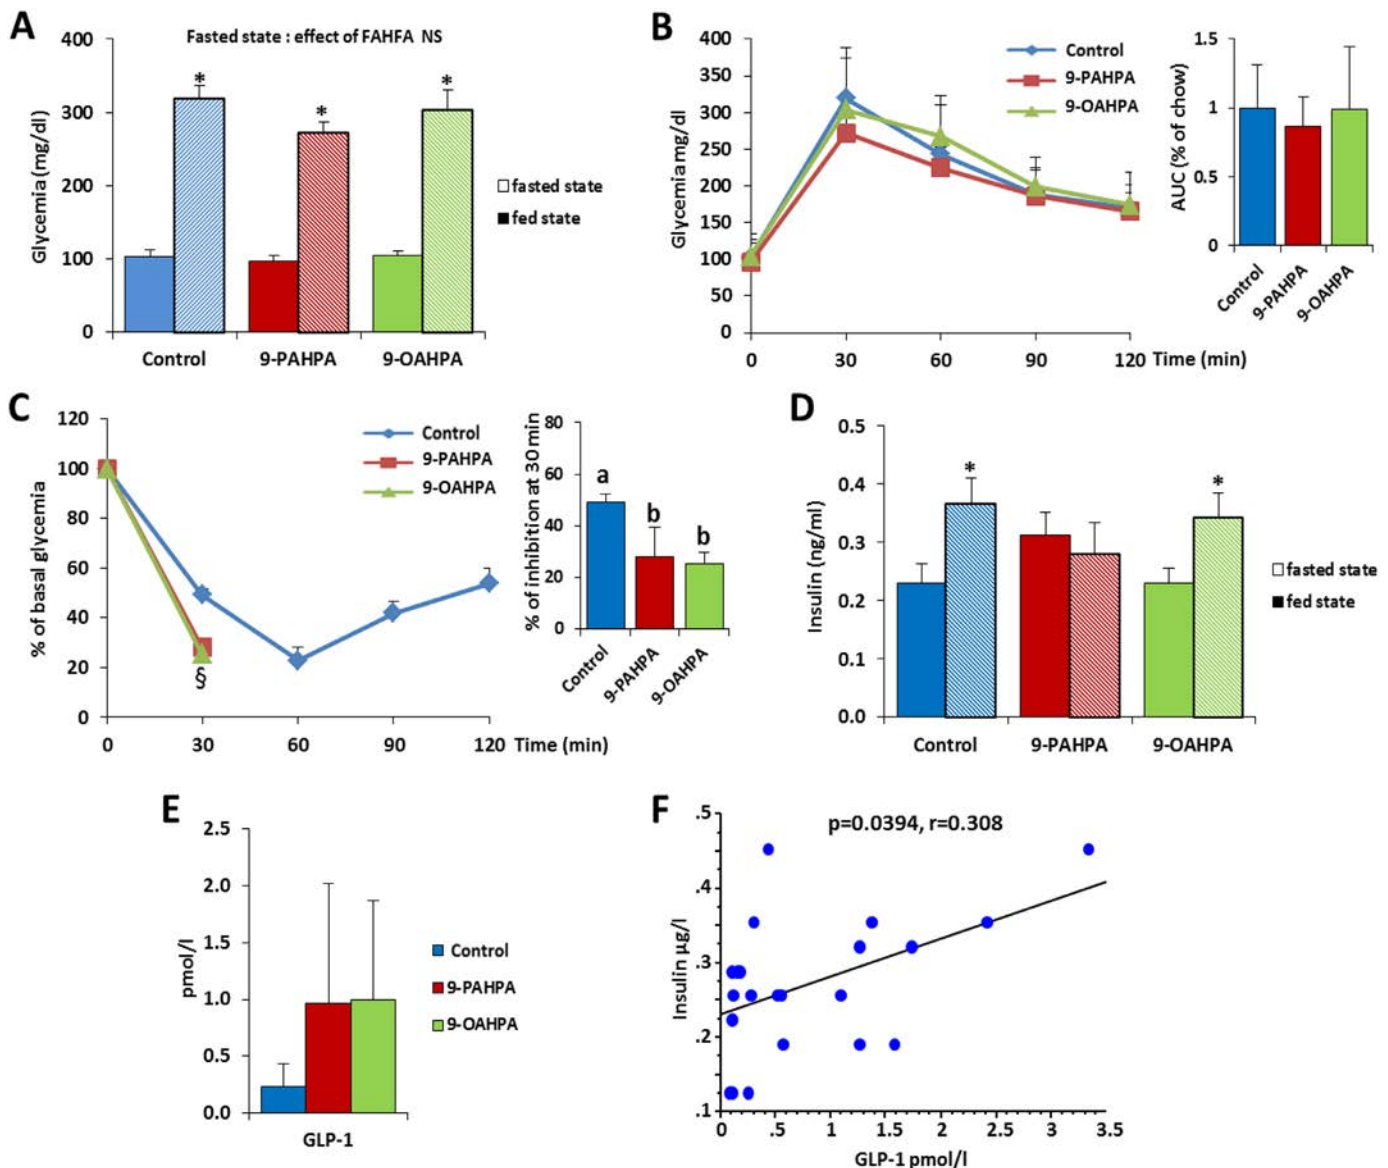 A
Fasted state : effect of FAHFA NS
Glycemia (mg/dl)
400
300
200
100
0
*
*
*
Control
9-PAHPA
9-OAHPA
fasted state
fed state
B
Glycemia mg/dl
400
350
300
250
200
150
100
50
0
0
30
60
90
120
Time (min)
Control
9-PAHPA
9-OAHPA
AUC (% of chow)
1.5
1
0.5
0
Control
9-PAHPA
9-OAHPA
C
% of basal glycemia
120
100
80
60
40
20
0
§
0
30
60
90
120
Time (min)
Control
9-PAHPA
9-OAHPA
% of inhibition at 30 min
80
60
40
20
0
a
b
b
Control
9-PAHPA
9-OAHPA
D
Insulin (ng/ml)
0.5
0.4
0.3
0.2
0.1
0.0
*
*
Control
9-PAHPA
9-OAHPA
fasted state
fed state
E
pmol/l
2.5
2.0
1.5
1.0
0.5
0.0
GLP-1
Control
9-PAHPA
9-OAHPA
F
p=0.0394, r=0.308
Insulin µg/l
.5
.4
.3
.2
.1
0
.5
1
1.5
2
2.5
3
3.5
GLP-1 pmol/l